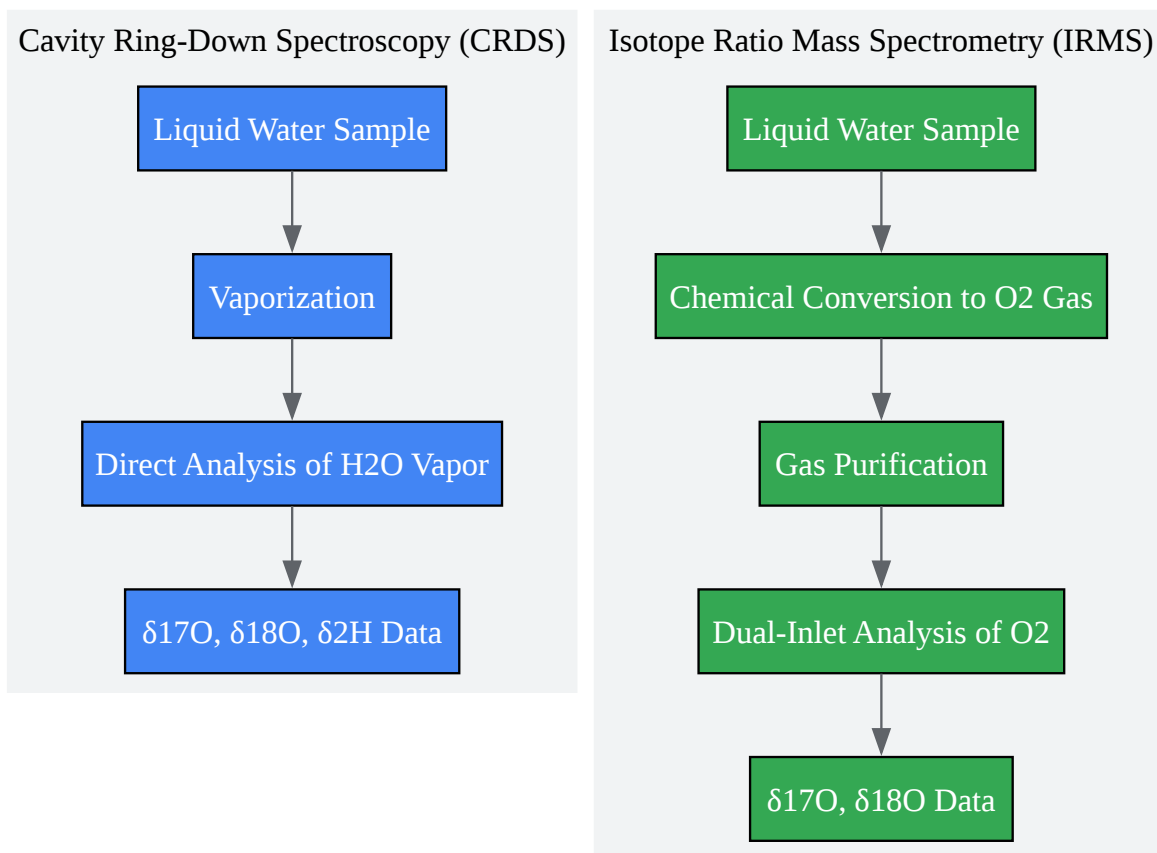 Cavity Ring-Down Spectroscopy (CRDS)
Liquid Water Sample
Vaporization
Direct Analysis of H2O Vapor
δ17O, δ18O, δ2H Data
Isotope Ratio Mass Spectrometry (IRMS)
Liquid Water Sample
Chemical Conversion to O2 Gas
Gas Purification
Dual-Inlet Analysis of O2
δ17O, δ18O Data